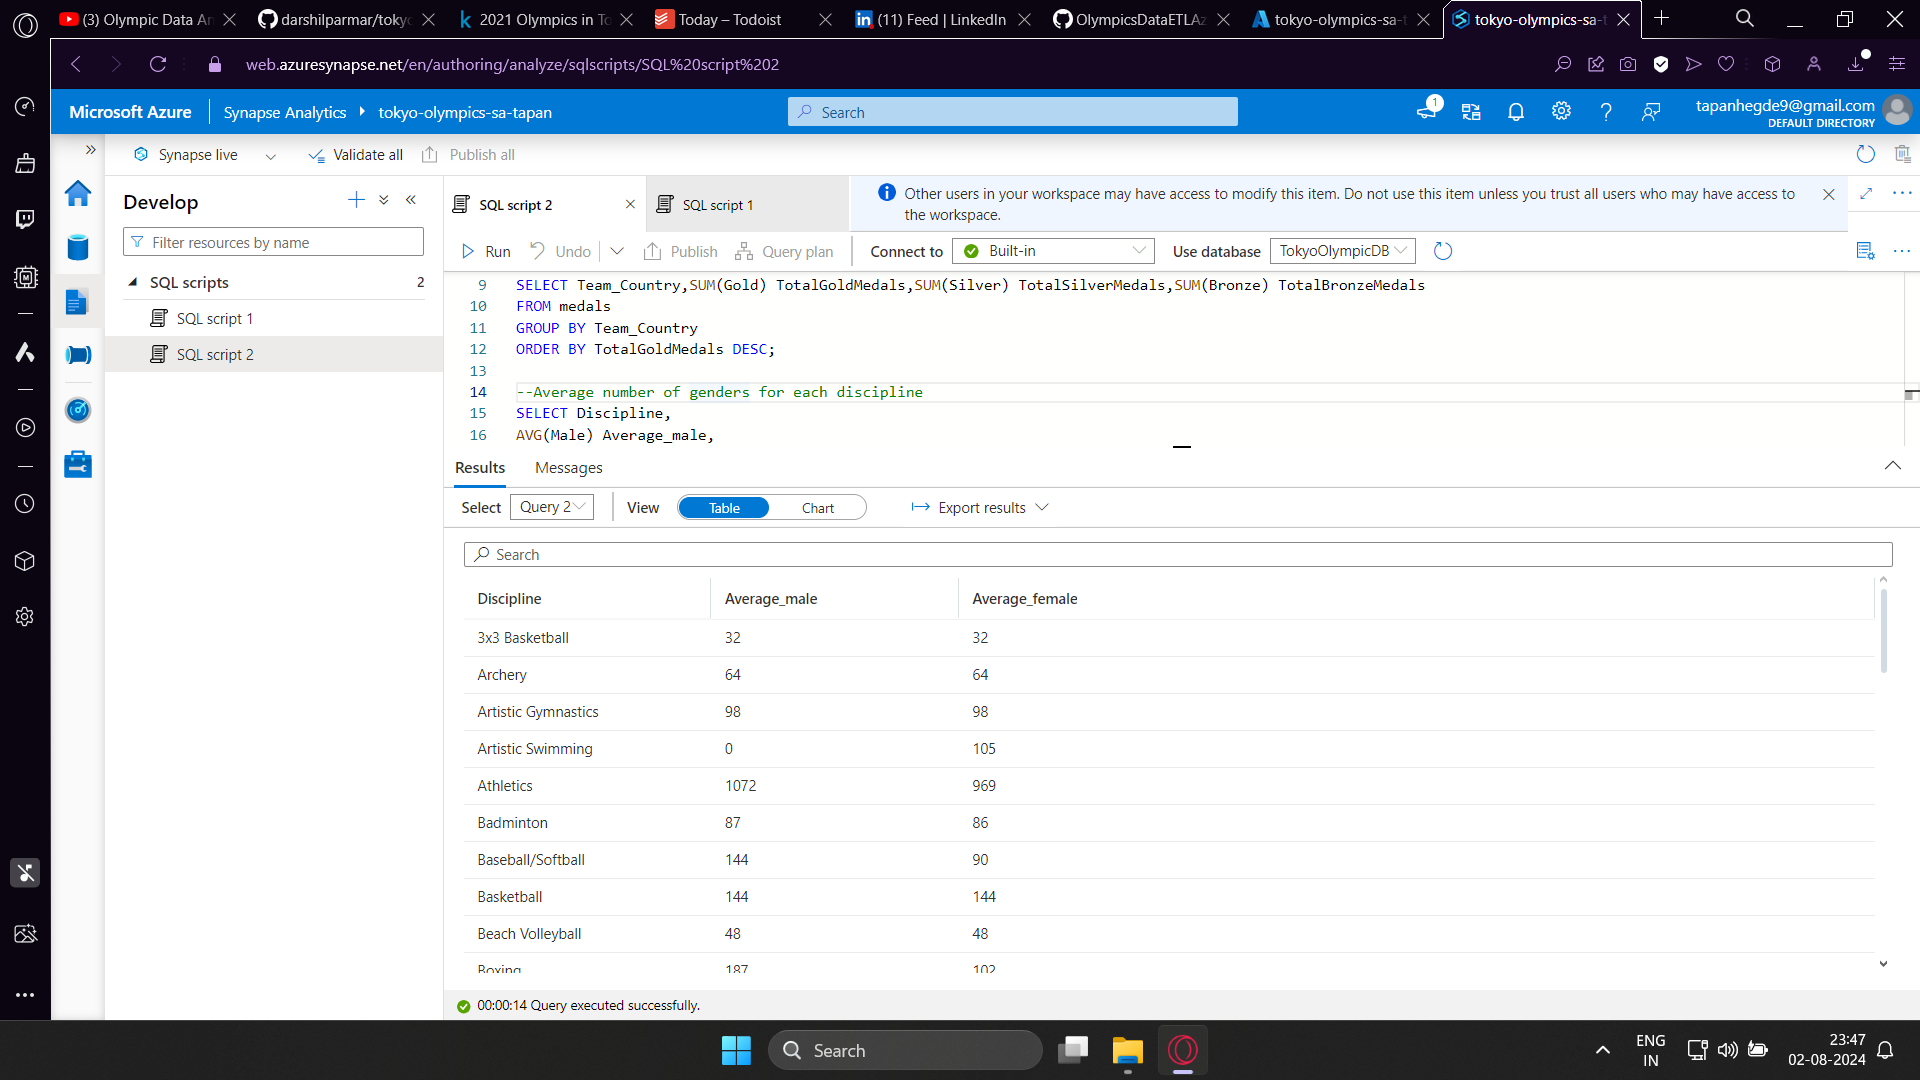 (3) Olympic Data An
darshilparmar/tokyo
2021 Olympics in To
Today – Todoist
(11) Feed | LinkedIn
OlympicsDataETLAz
tokyo-olympics-sa-t
tokyo-olympics-sa-t
web.azuresynapse.net/en/authoring/analyze/sqlscripts/SQL%20script%202
Microsoft Azure
Synapse Analytics
tokyo-olympics-sa-tapan
Search
1
tapanhegde9@gmail.com
DEFAULT DIRECTORY
Synapse live
Validate all
Publish all
Develop
Filter resources by name
SQL scripts
2
SQL script 1
SQL script 2
SQL script 2
SQL script 1
Other users in your workspace may have access to modify this item. Do not use this item unless you trust all users who may have access to
the workspace.
Run
Undo
Publish
Query plan
Connect to
Built-in
Use database
TokyoOlympicDB
9 SELECT Team_Country,SUM(Gold) TotalGoldMedals,SUM(Silver) TotalSilverMedals,SUM(Bronze) TotalBronzeMedals
10 FROM medals
11 GROUP BY Team_Country
12 ORDER BY TotalGoldMedals DESC;
13
14 --Average number of genders for each discipline
15 SELECT Discipline,
16 AVG(Male) Average_male,
Results
Messages
Select
Query 2
View
Table
Chart
Export results
Search
Discipline Average_male Average_female
3x3 Basketball 32 32
Archery 64 64
Artistic Gymnastics 98 98
Artistic Swimming 0 105
Athletics 1072 969
Badminton 87 86
Baseball/Softball 144 90
Basketball 144 144
Beach Volleyball 48 48
Boxing 187 102
00:00:14 Query executed successfully.
Search
ENG
IN
23:47
02-08-2024